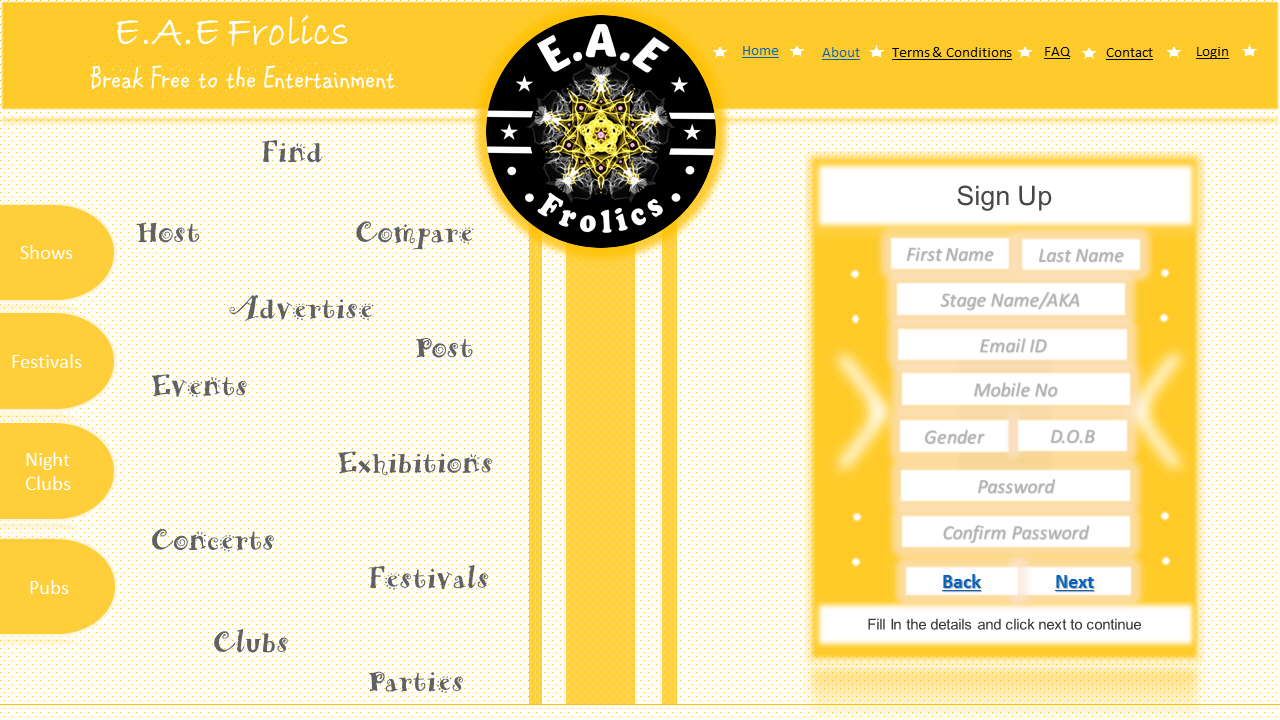 E.A.E Frolics
Break Free to the Entertainment
E.A.E
Frolics
Home
About
Terms & Conditions
FAQ
Contact
Login
Shows
Festivals
Night
Clubs
Pubs
Find
Host
Compare
Advertise
Post
Events
Exhibitions
Concerts
Festivals
Clubs
Parties
Sign Up
First Name
Last Name
Stage Name/AKA
Email ID
Mobile No
Gender
D.O.B
Password
Confirm Password
Back
Next
Fill In the details and click next to continue